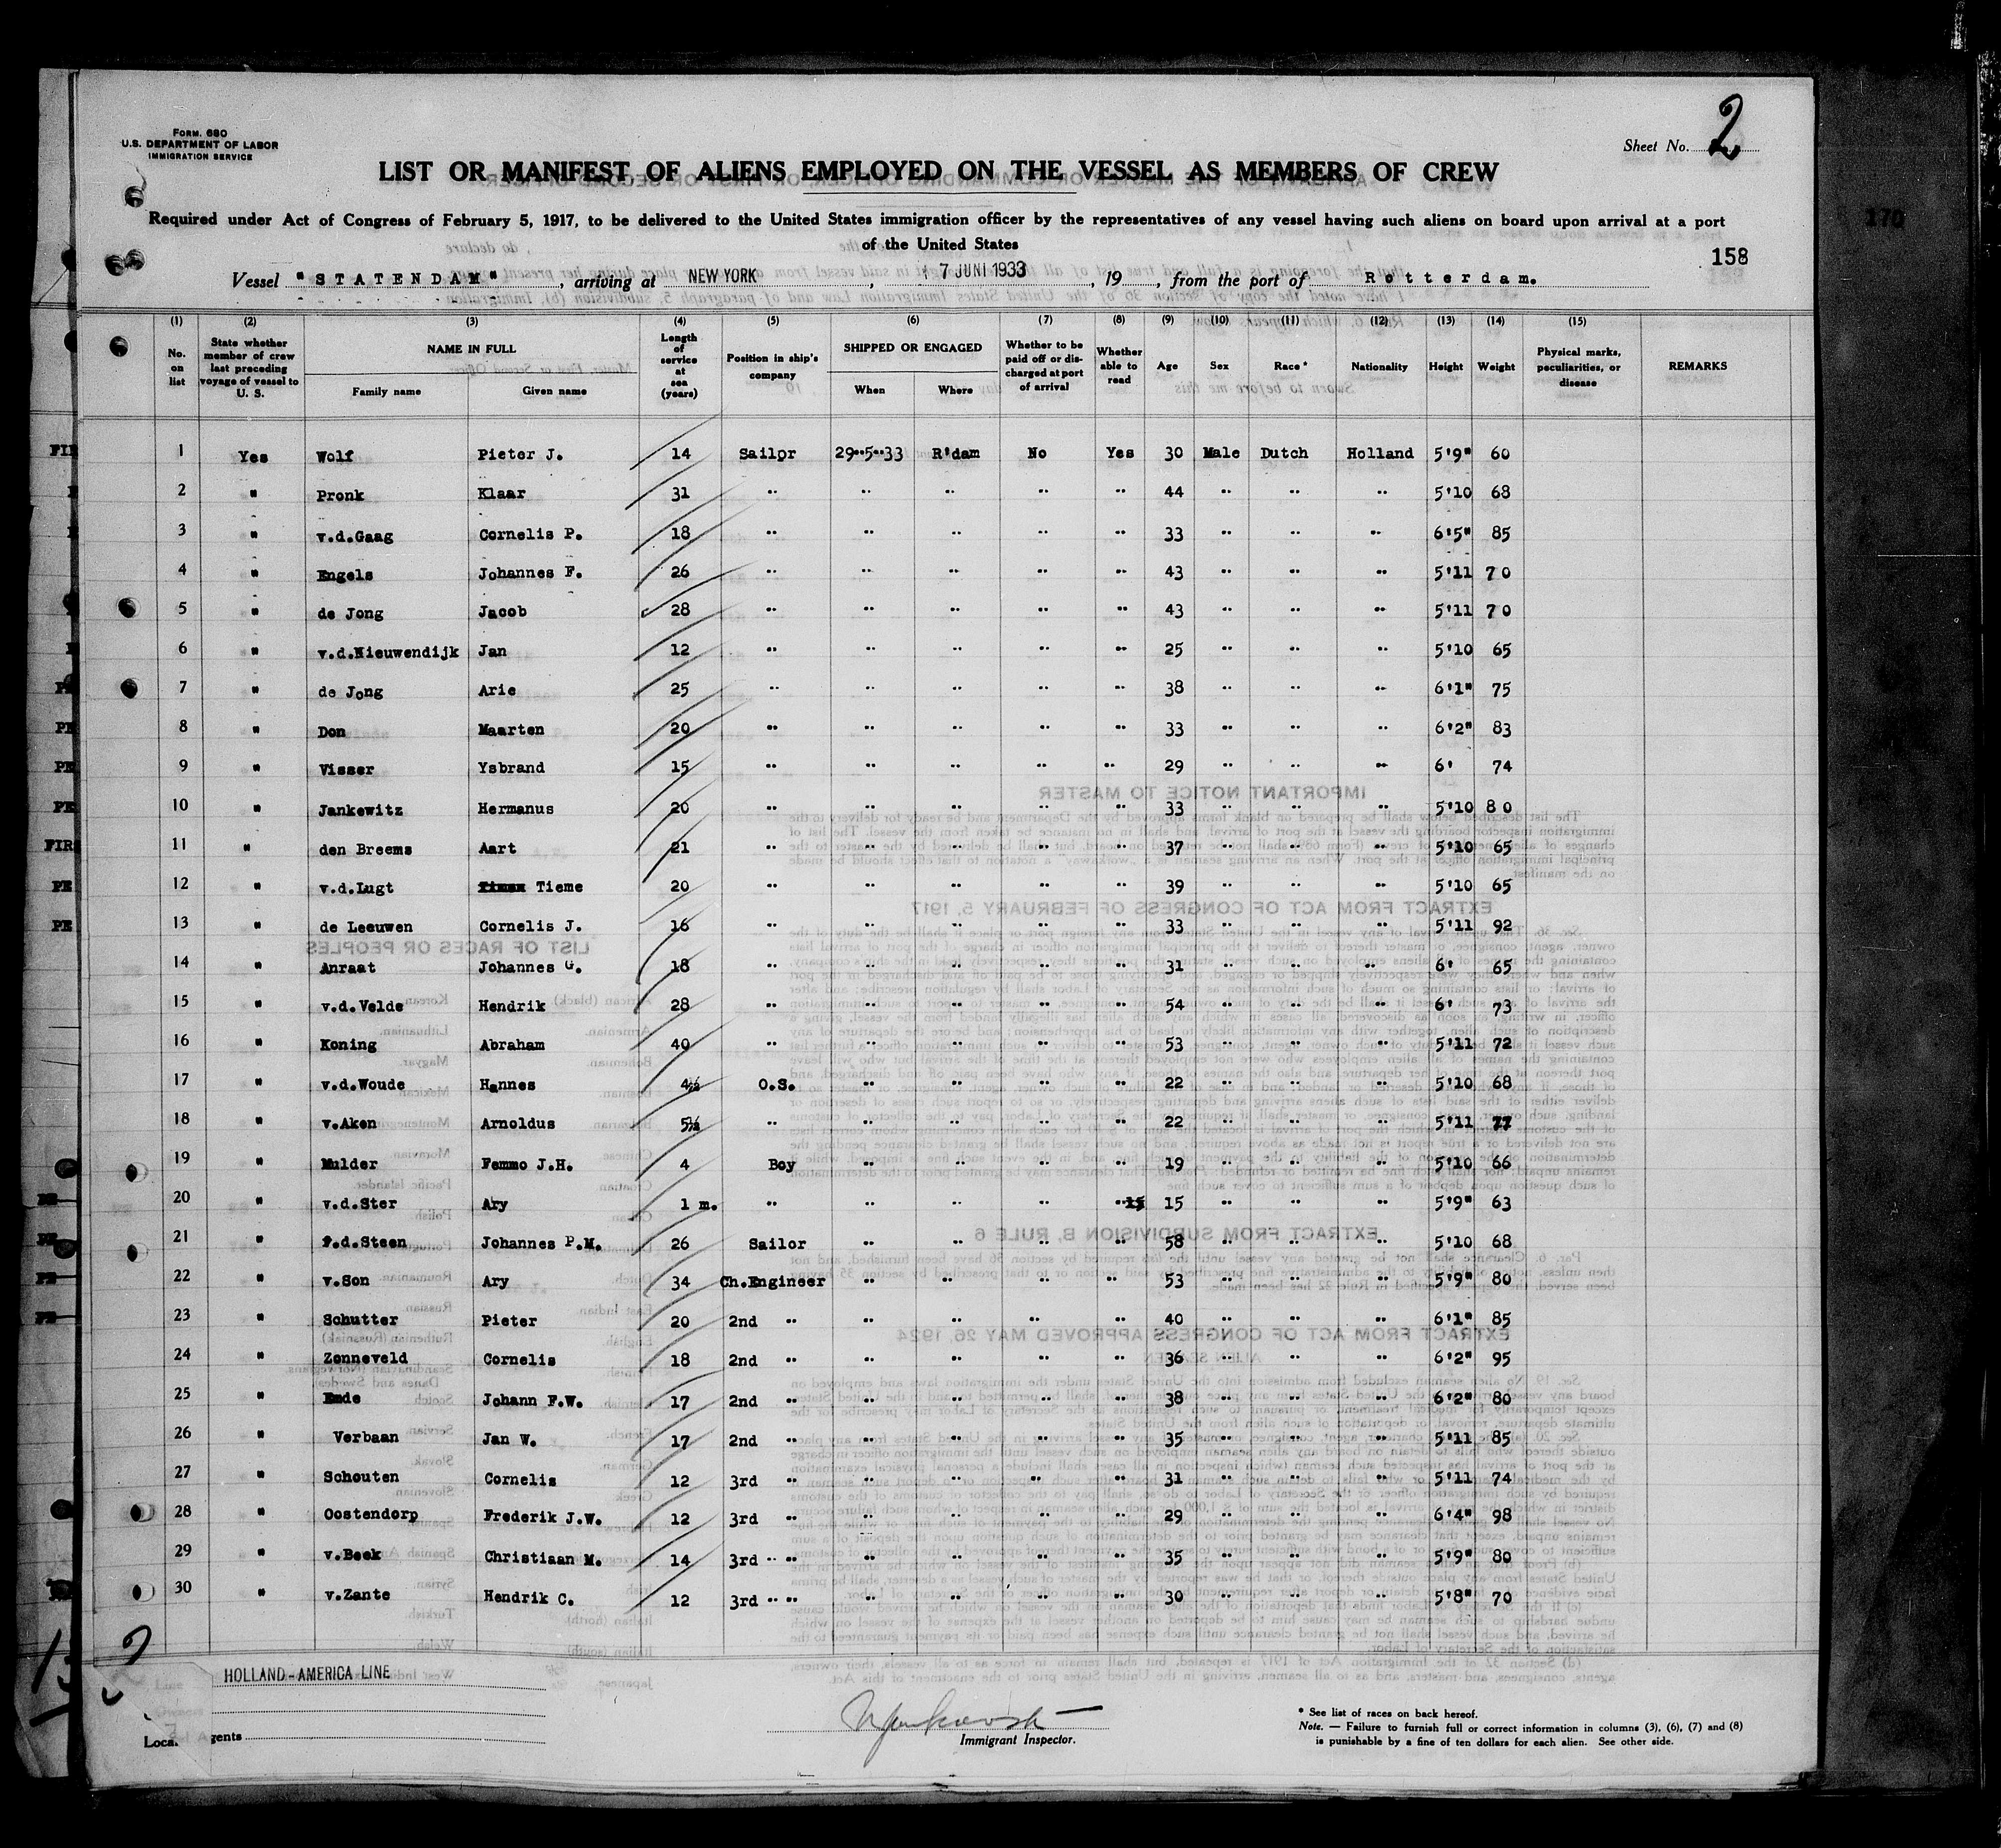 FORM. 680
U.S. DEPARTMENT OF LABOR
IMMIGRATION SERVICE
Sheet No. 2
LIST OR MANIFEST OF ALIENS EMPLOYED ON THE VESSEL AS MEMBERS OF CREW
Required under Act of Congress of February 5, 1917, to be delivered to the United States immigration officer by the representatives of any vessel having such aliens on board upon arrival at a port
of the United States
158
170
Vessel "STATENDAM", arriving at NEW YORK, 7 JUNI 1933, 19 , from the port of Rotterdam.
(1) (2) (3) (4) (5) (6) (7) (8) (9) (10) (11) (12) (13) (14) (15)
No. on list State whether member of crew last preceding voyage of vessel to U. S. NAME IN FULL Family name Given name Length of service at sea (years) Position in ship's company SHIPPED OR ENGAGED When Where Whether to be paid off or discharged at port of arrival Whether able to read Age Sex Race* Nationality Height Weight Physical marks, peculiarities, or disease REMARKS
1 Yes Wolf Pieter J. 14 Sailor 29-5-33 R'dam No Yes 30 Male Dutch Holland 5'9" 60
2 " Pronk Klaar 31 " " " " " 44 " " " 5'10 68
3 " v.d.Gaag Cornelis P. 18 " " " " " 33 " " " 6'5" 85
4 " Engels Johannes F. 26 " " " " " 43 " " " 5'11 70
5 " de Jong Jacob 28 " " " " " 43 " " " 5'11 70
6 " v.d.Nieuwendijk Jan 12 " " " " " 25 " " " 5'10 65
7 " de Jong Arie 25 " " " " " 38 " " " 6'1" 75
8 " Don Maarten 20 " " " " " 33 " " " 6'2" 83
9 " Visser Ysbrand 15 " " " " " 29 " " " 6' 74
10 " Jankewitz Hermanus 20 " " " " " 33 " " " 5'10 80
11 " den Breems Aart 21 " " " " " 37 " " " 5'10 65
12 " v.d.Lugt Tieme 20 " " " " " 39 " " " 5'10 65
13 " de Leeuwen Cornelis J. 16 " " " " " 33 " " " 5'11 92
14 " Anraat Johannes G. 18 " " " " " 31 " " " 6' 65
15 " v.d.Velde Hendrik 28 " " " " " 54 " " " 6' 73
16 " Koning Abraham 40 " " " " " 53 " " " 5'11 72
17 " v.d.Woude Hannes 4½ O.S. " " " " 22 " " " 5'10 68
18 " v.Aken Arnoldus 5½ " " " " " 22 " " " 5'11 77
19 " Mulder Femmo J.H. 4 Boy " " " " 19 " " " 5'10 66
20 " v.d.Ster Ary 1 m. " " " " " 15 " " " 5'9" 63
21 " v.d.Steen Johannes P.M. 26 Sailor " " " " 58 " " " 5'10 68
22 " v.Son Ary 34 Ch.Engineer " " " " 53 " " " 5'9" 80
23 " Schutter Pieter 20 2nd " " " " " 40 " " " 6'1" 85
24 " Zonneveld Cornelis 18 2nd " " " " " 36 " " " 6'2" 95
25 " Ende Johann F.W. 17 2nd " " " " " 38 " " " 6'2" 80
26 " Verbaan Jan W. 17 2nd " " " " " 35 " " " 5'11 85
27 " Schouten Cornelis 12 3rd " " " " " 31 " " " 5'11 74
28 " Oostendorp Frederik J.W. 12 3rd " " " " " 29 " " " 6'4" 98
29 " v.Beek Christiaan M. 14 3rd " " " " " " 35 " " " 5'9" 80
30 " v.Zante Hendrik C. 12 3rd " " " " " " 30 " " " 5'8" 70
HOLLAND-AMERICA LINE
Immigrant Inspector.
* See list of races on back hereof.
Note. — Failure to furnish full or correct information in columns (3), (6), (7) and (8)
is punishable by a fine of ten dollars for each alien. See other side.